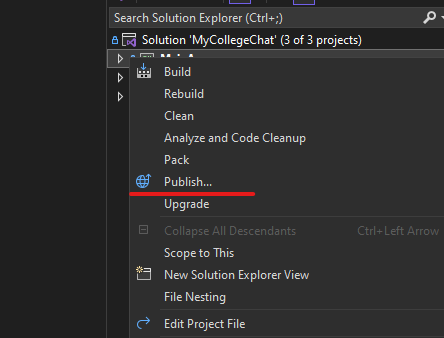 Search Solution Explorer (Ctrl+;)
Solution 'MyCollegeChat' (3 of 3 projects)
Build
Rebuild
Clean
Analyze and Code Cleanup
Pack
Publish...
Upgrade
Collapse All Descendants Ctrl+Left Arrow
Scope to This
New Solution Explorer View
File Nesting
Edit Project File